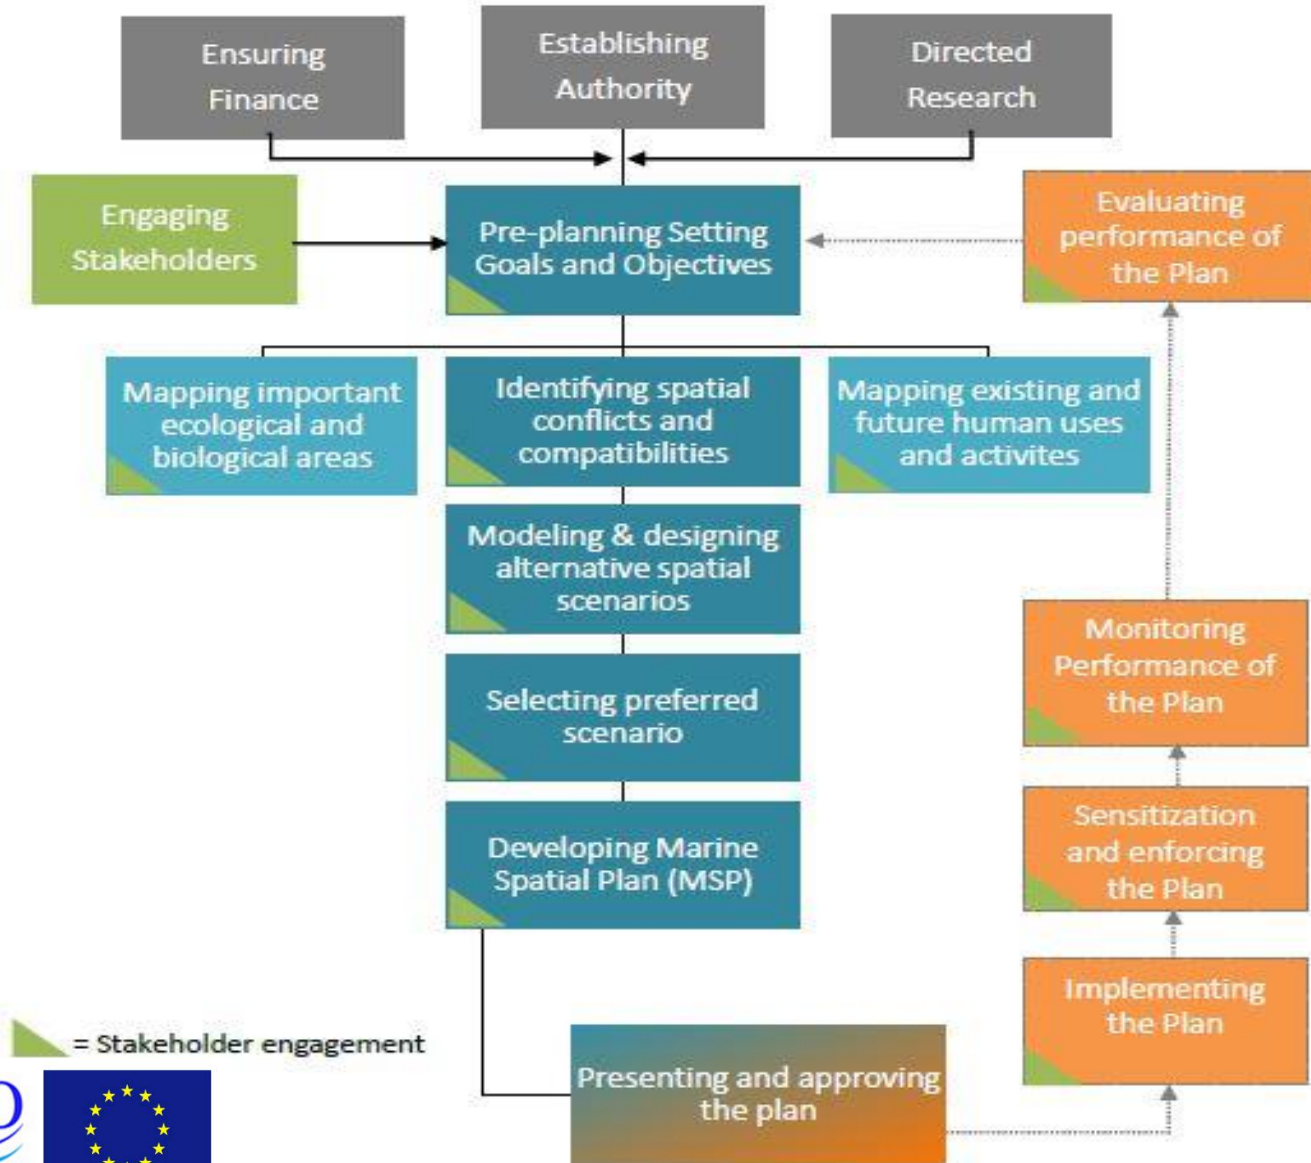 Ensuring
Finance
Establishing
Authority
Directed
Research
Engaging
Stakeholders
Pre-planning Setting
Goals and Objectives
Evaluating
performance of
the Plan
Mapping important
ecological and
biological areas
Identifying spatial
conflicts and
compatibilities
Mapping existing and
future human uses
and activites
Modeling & designing
alternative spatial
scenarios
Monitoring
Performance of
the Plan
Selecting preferred
scenario
Sensitization
and enforcing
the Plan
Developing Marine
Spatial Plan (MSP)
Implementing
the Plan
= Stakeholder engagement
Presenting and approving
the plan